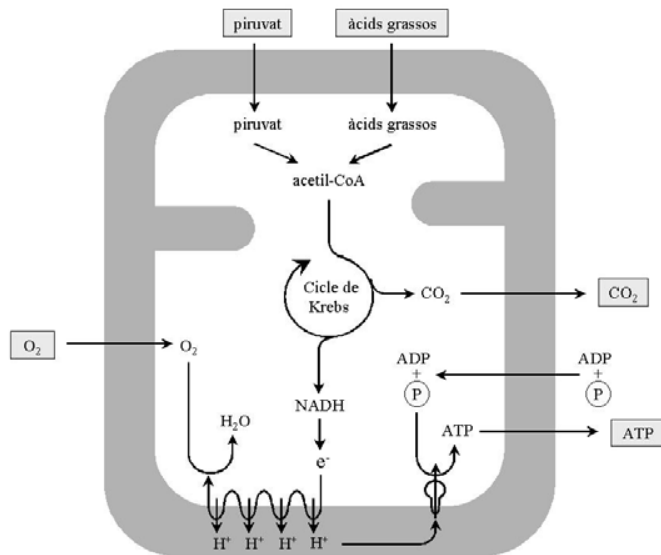 piruvat
àcids grassos
piruvat
àcids grassos
acetil-CoA
Cicle de
Krebs
CO₂
CO₂
O₂
O₂
ADP
+
P
ADP
+
P
NADH
H₂O
ATP
ATP
e⁻
H⁺ H⁺ H⁺ H⁺